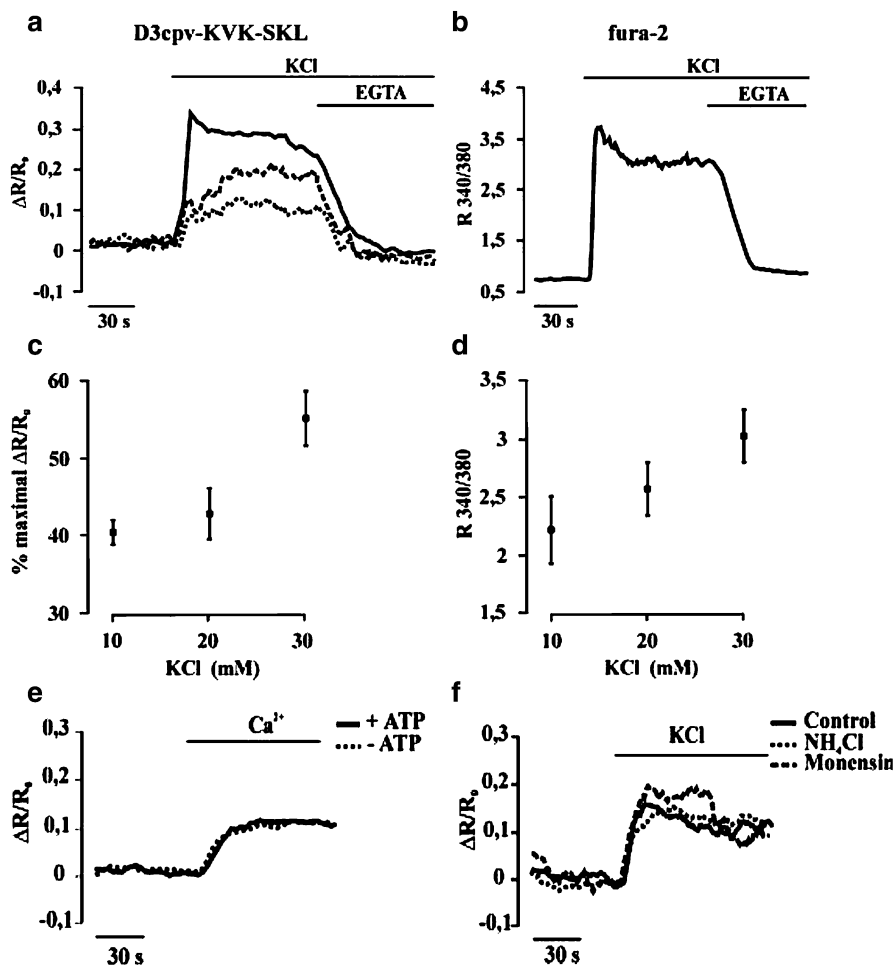 a
D3cpv-KVK-SKL
KCl
EGTA
0,4
0,3
0,2
0,1
0
-0,1
ΔR/R₀
30 s
b
fura-2
KCl
EGTA
4,5
3,5
2,5
1,5
0,5
R 340/380
30 s
c
60
50
40
30
% maximal ΔR/R₀
10
20
30
KCl (mM)
d
3,5
3
2,5
2
1,5
R 340/380
10
20
30
KCl (mM)
e
Ca²⁺
+ ATP
- ATP
0,3
0,2
0,1
0
-0,1
ΔR/R₀
30 s
f
KCl
Control
NH₄Cl
Monensin
0,3
0,2
0,1
0
-0,1
ΔR/R₀
30 s